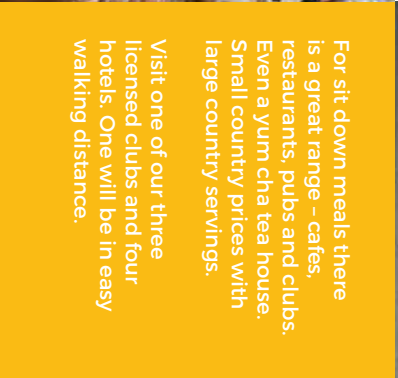 For sit down meals there
is a great range – cafes,
restaurants, pubs and clubs.
Even a yum cha tea house.
Small country prices with
large country servings.
Visit one of our three
licensed clubs and four
hotels. One will be in easy
walking distance.